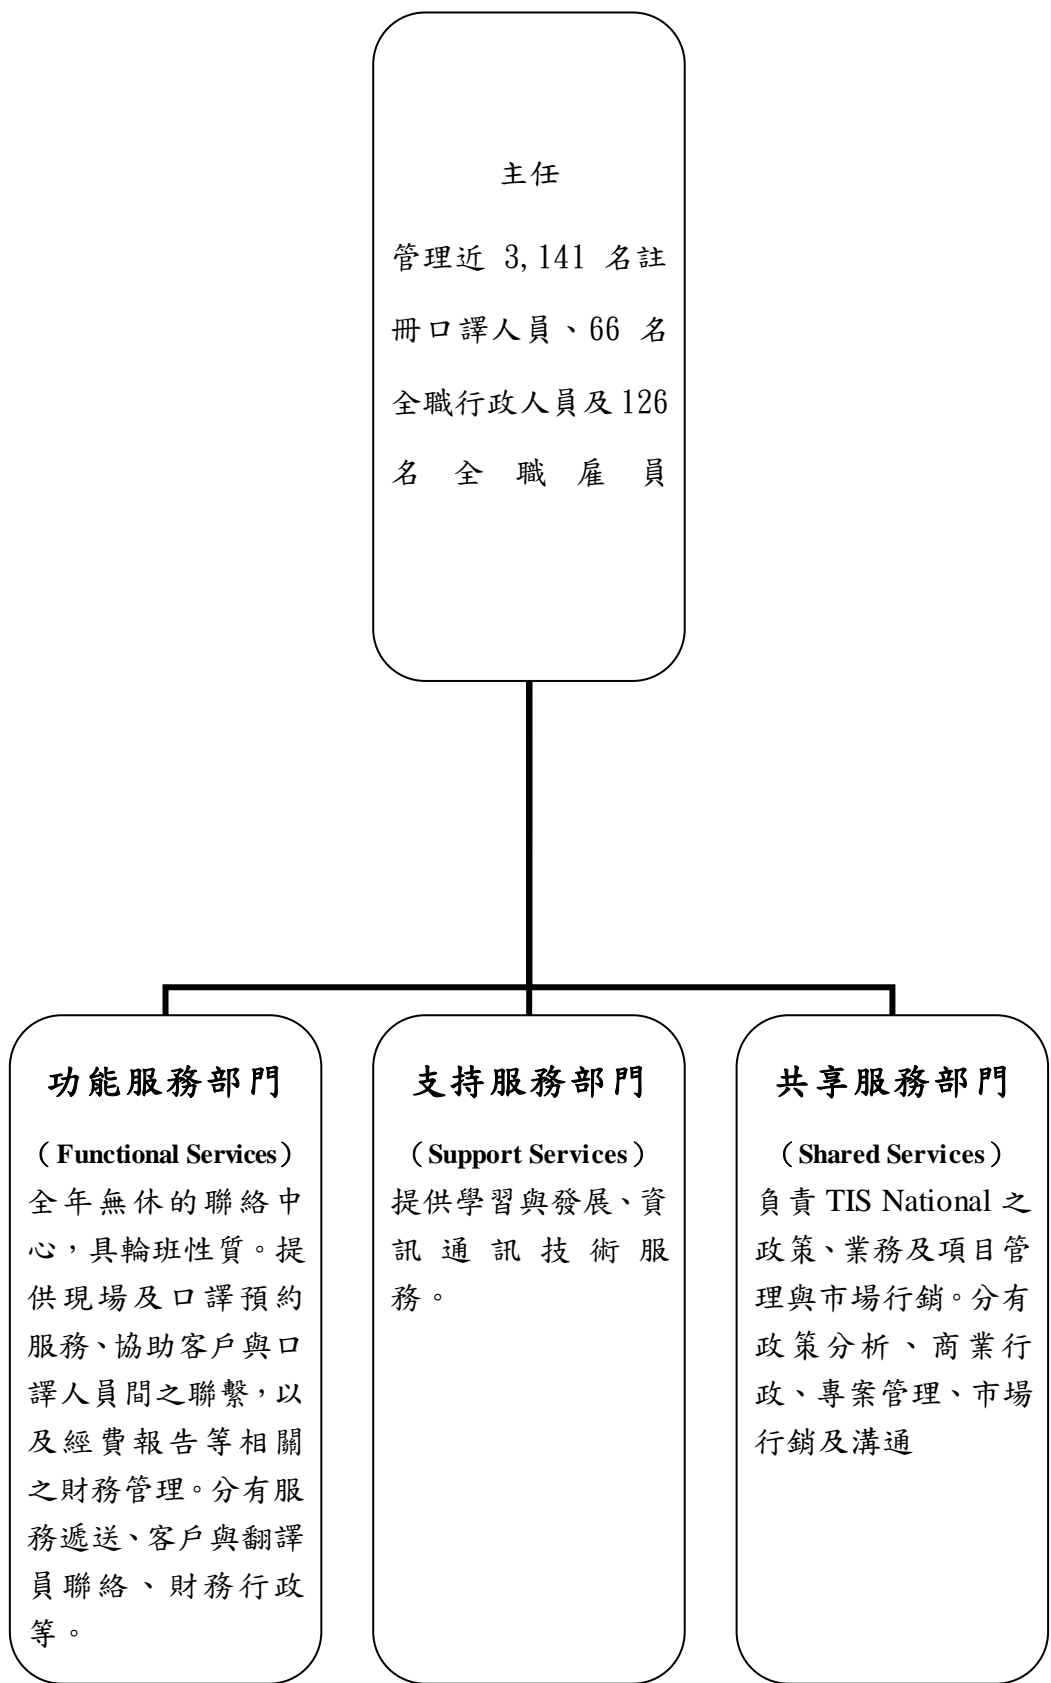 主任
管理近 3,141 名註
冊口譯人員、66 名
全職行政人員及126
名全職雇員
功能服務部門
（Functional Services）
全年無休的聯絡中
心，具輪班性質。提
供現場及口譯預約
服務、協助客戶與口
譯人員間之聯繫，以
及經費報告等相關
之財務管理。分有服
務遞送、客戶與翻譯
員聯絡、財務行政
等。
支持服務部門
（Support Services）
提供學習與發展、資
訊通訊技術服
務。
共享服務部門
（Shared Services）
負責 TIS National 之
政策、業務及項目管
理與市場行銷。分有
政策分析、商業行
政、專案管理、市場
行銷及溝通